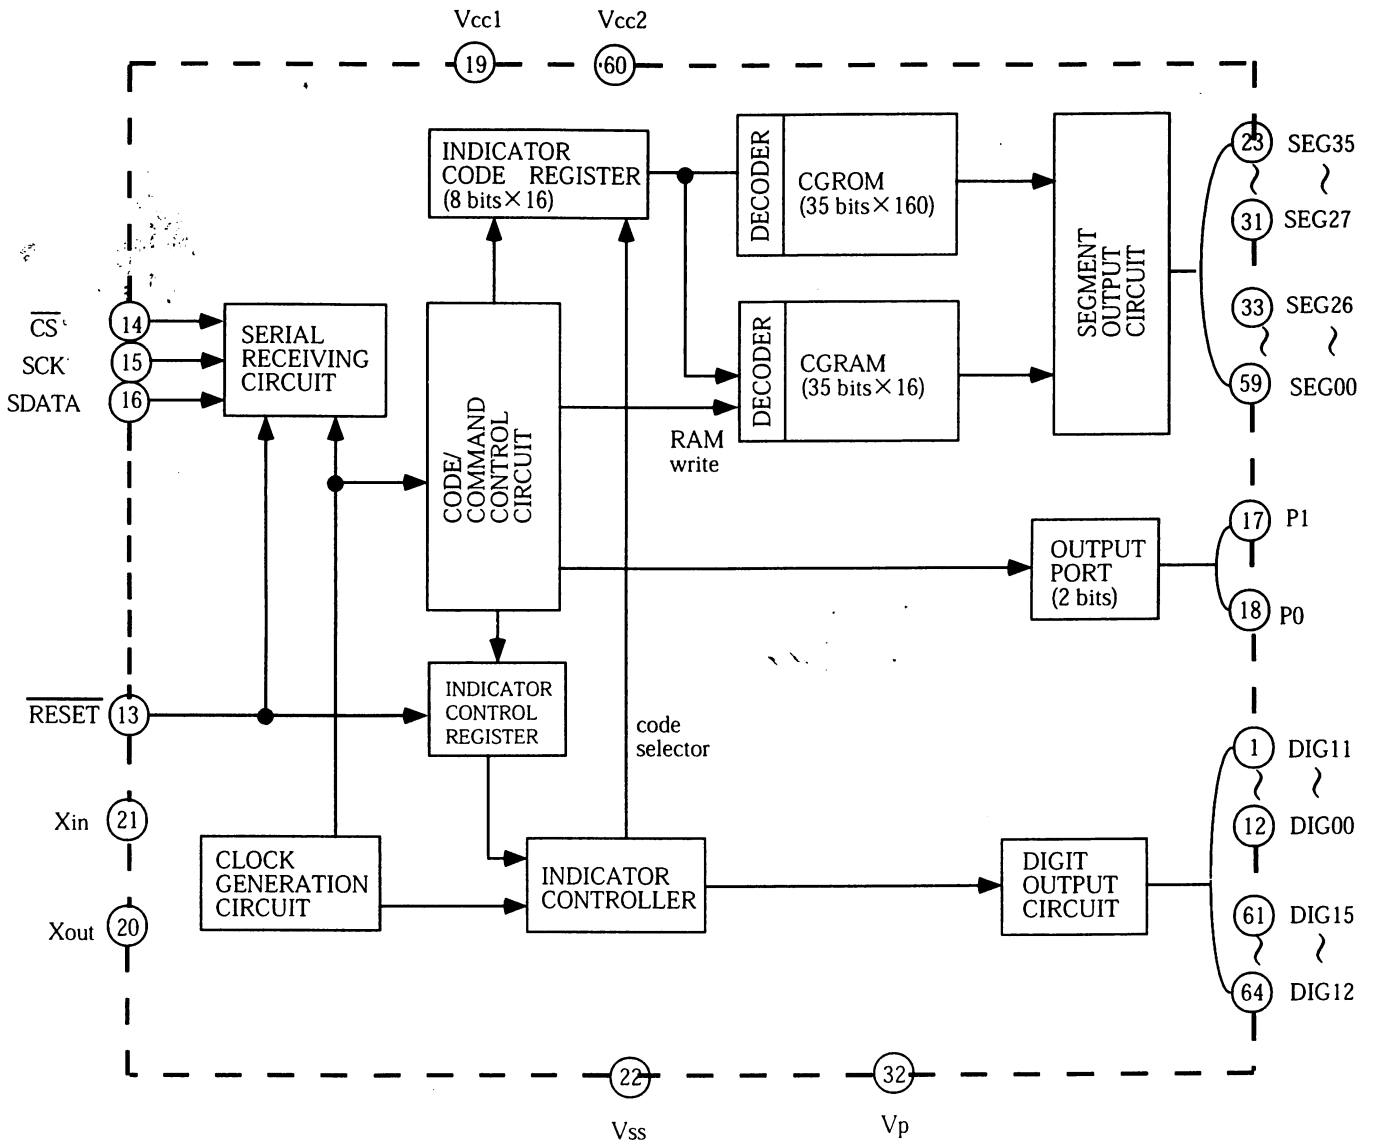 Vcc1
Vcc2
19
60
INDICATOR
CODE REGISTER
(8 bits×16)
DECODER
CGROM
(35 bits×160)
SEGMENT
OUTPUT
CIRCUIT
23
SEG35
31
SEG27
33
SEG26
59
SEG00
CS
14
SCK
15
SDATA
16
SERIAL
RECEIVING
CIRCUIT
DECODER
CGRAM
(35 bits×16)
CODE/
COMMAND
CONTROL
CIRCUIT
RAM
write
OUTPUT
PORT
(2 bits)
17
P1
18
P0
RESET
13
INDICATOR
CONTROL
REGISTER
code
selector
Xin
21
Xout
20
CLOCK
GENERATION
CIRCUIT
INDICATOR
CONTROLLER
DIGIT
OUTPUT
CIRCUIT
1
DIG11
12
DIG00
61
DIG15
64
DIG12
22
32
Vss
Vp